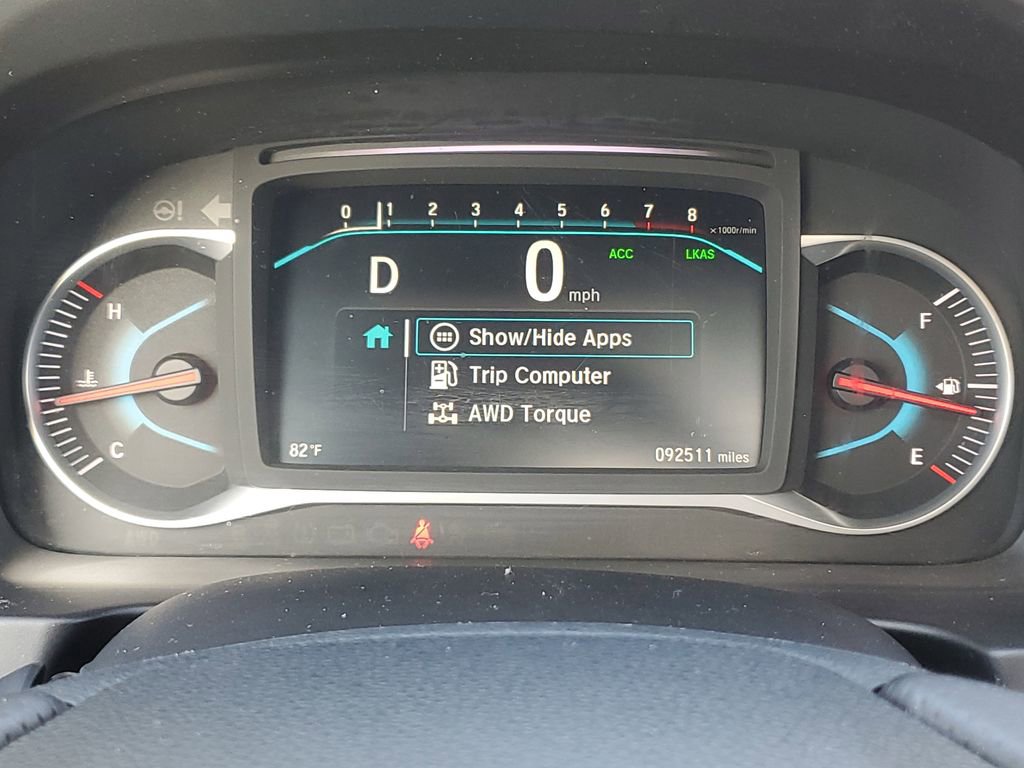 0 1 2 3 4 5 6 7 8
×1000r/min
D 0 mph
ACC LKAS
Show/Hide Apps
Trip Computer
AWD Torque
82°F
092511 miles
H
C
F
E